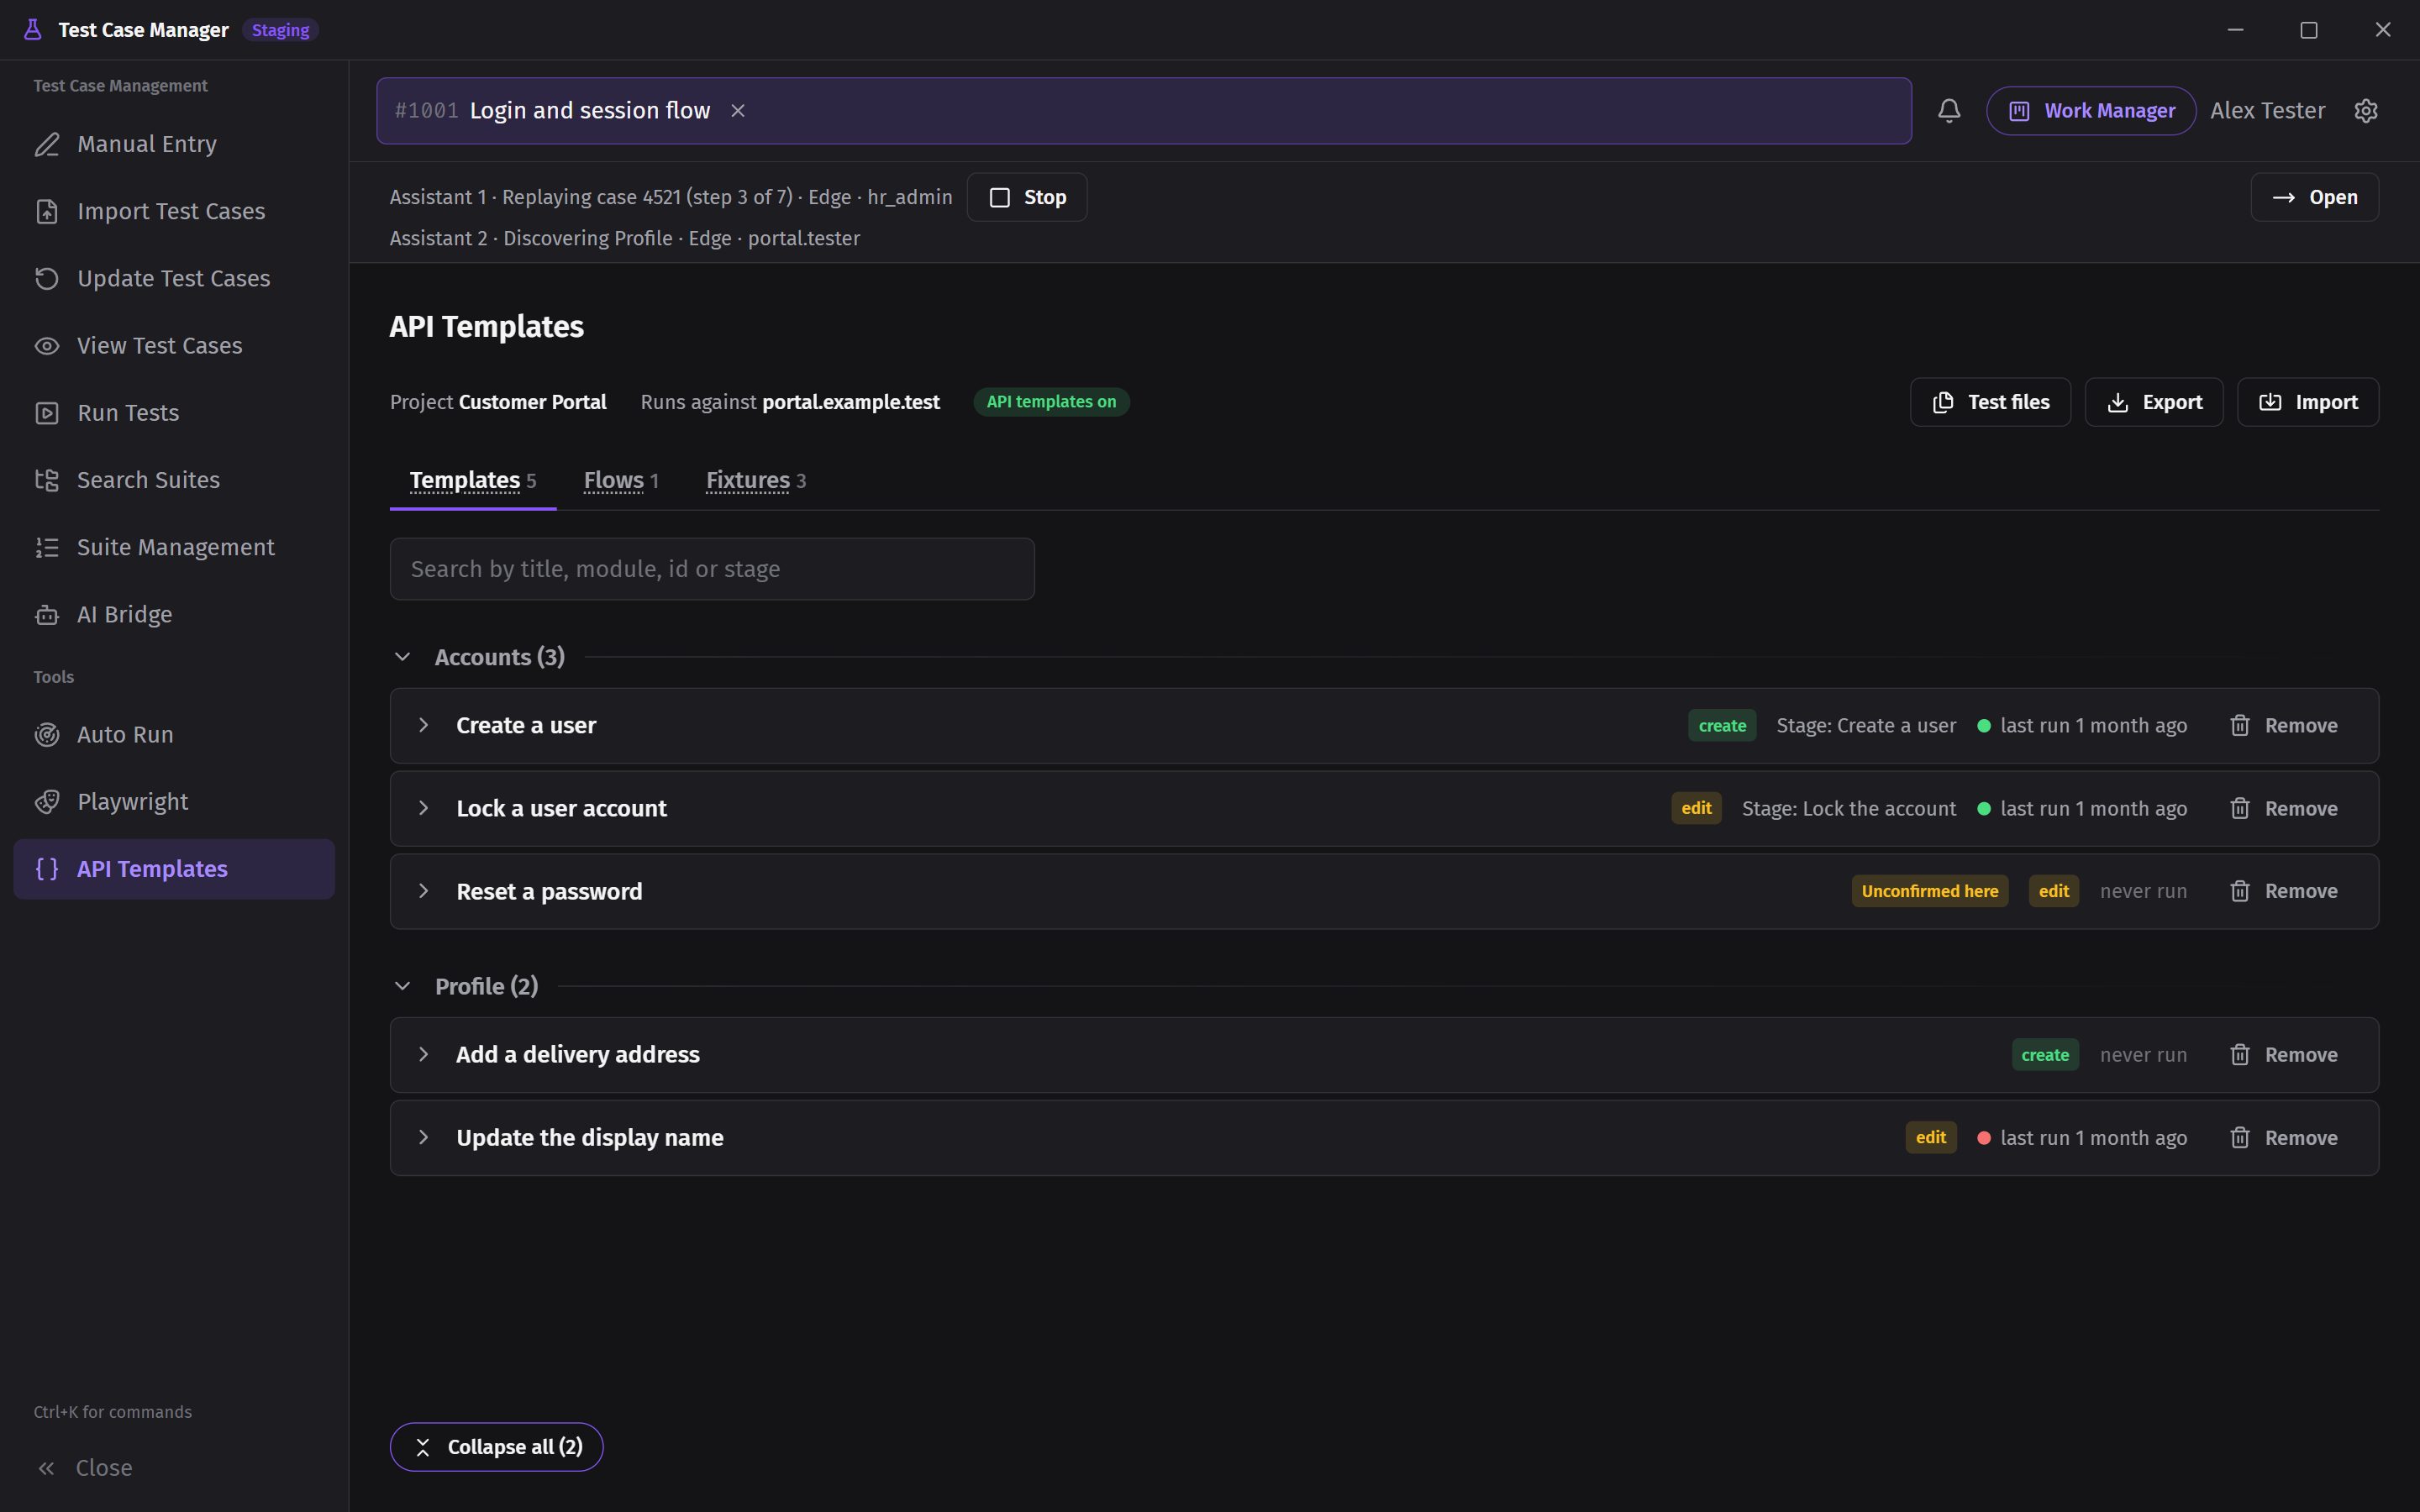 Test Case Manager Staging
Test Case Management
Manual Entry
Import Test Cases
Update Test Cases
View Test Cases
Run Tests
Search Suites
Suite Management
AI Bridge
Tools
Auto Run
Playwright
API Templates
Ctrl+K for commands
Close
#1001 Login and session flow
Work Manager Alex Tester
Assistant 1 · Replaying case 4521 (step 3 of 7) · Edge · hr_admin Stop Open
Assistant 2 · Discovering Profile · Edge · portal.tester
API Templates
Project Customer Portal Runs against portal.example.test API templates on Test files Export Import
Templates 5 Flows 1 Fixtures 3
Search by title, module, id or stage
Accounts (3)
Create a user create Stage: Create a user last run 1 month ago Remove
Lock a user account edit Stage: Lock the account last run 1 month ago Remove
Reset a password Unconfirmed here edit never run Remove
Profile (2)
Add a delivery address create never run Remove
Update the display name edit last run 1 month ago Remove
Collapse all (2)